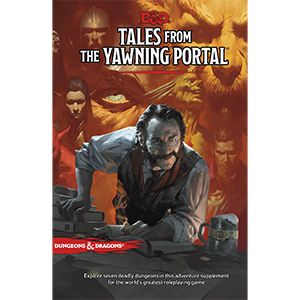 D&D
TALES FROM
THE YAWNING PORTAL
DUNGEONS & DRAGONS®
Explore seven deadly dungeons in this adventure supplement
for the world's greatest roleplaying game